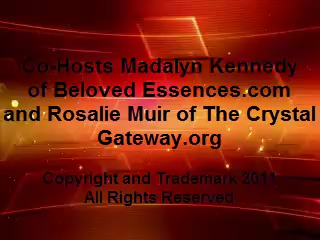 Co-Hosts Madalyn Kennedy
of Beloved Essences.com
and Rosalie Muir of The Crystal
Gateway.org
Copyright and Trademark 2011
All Rights Reserved